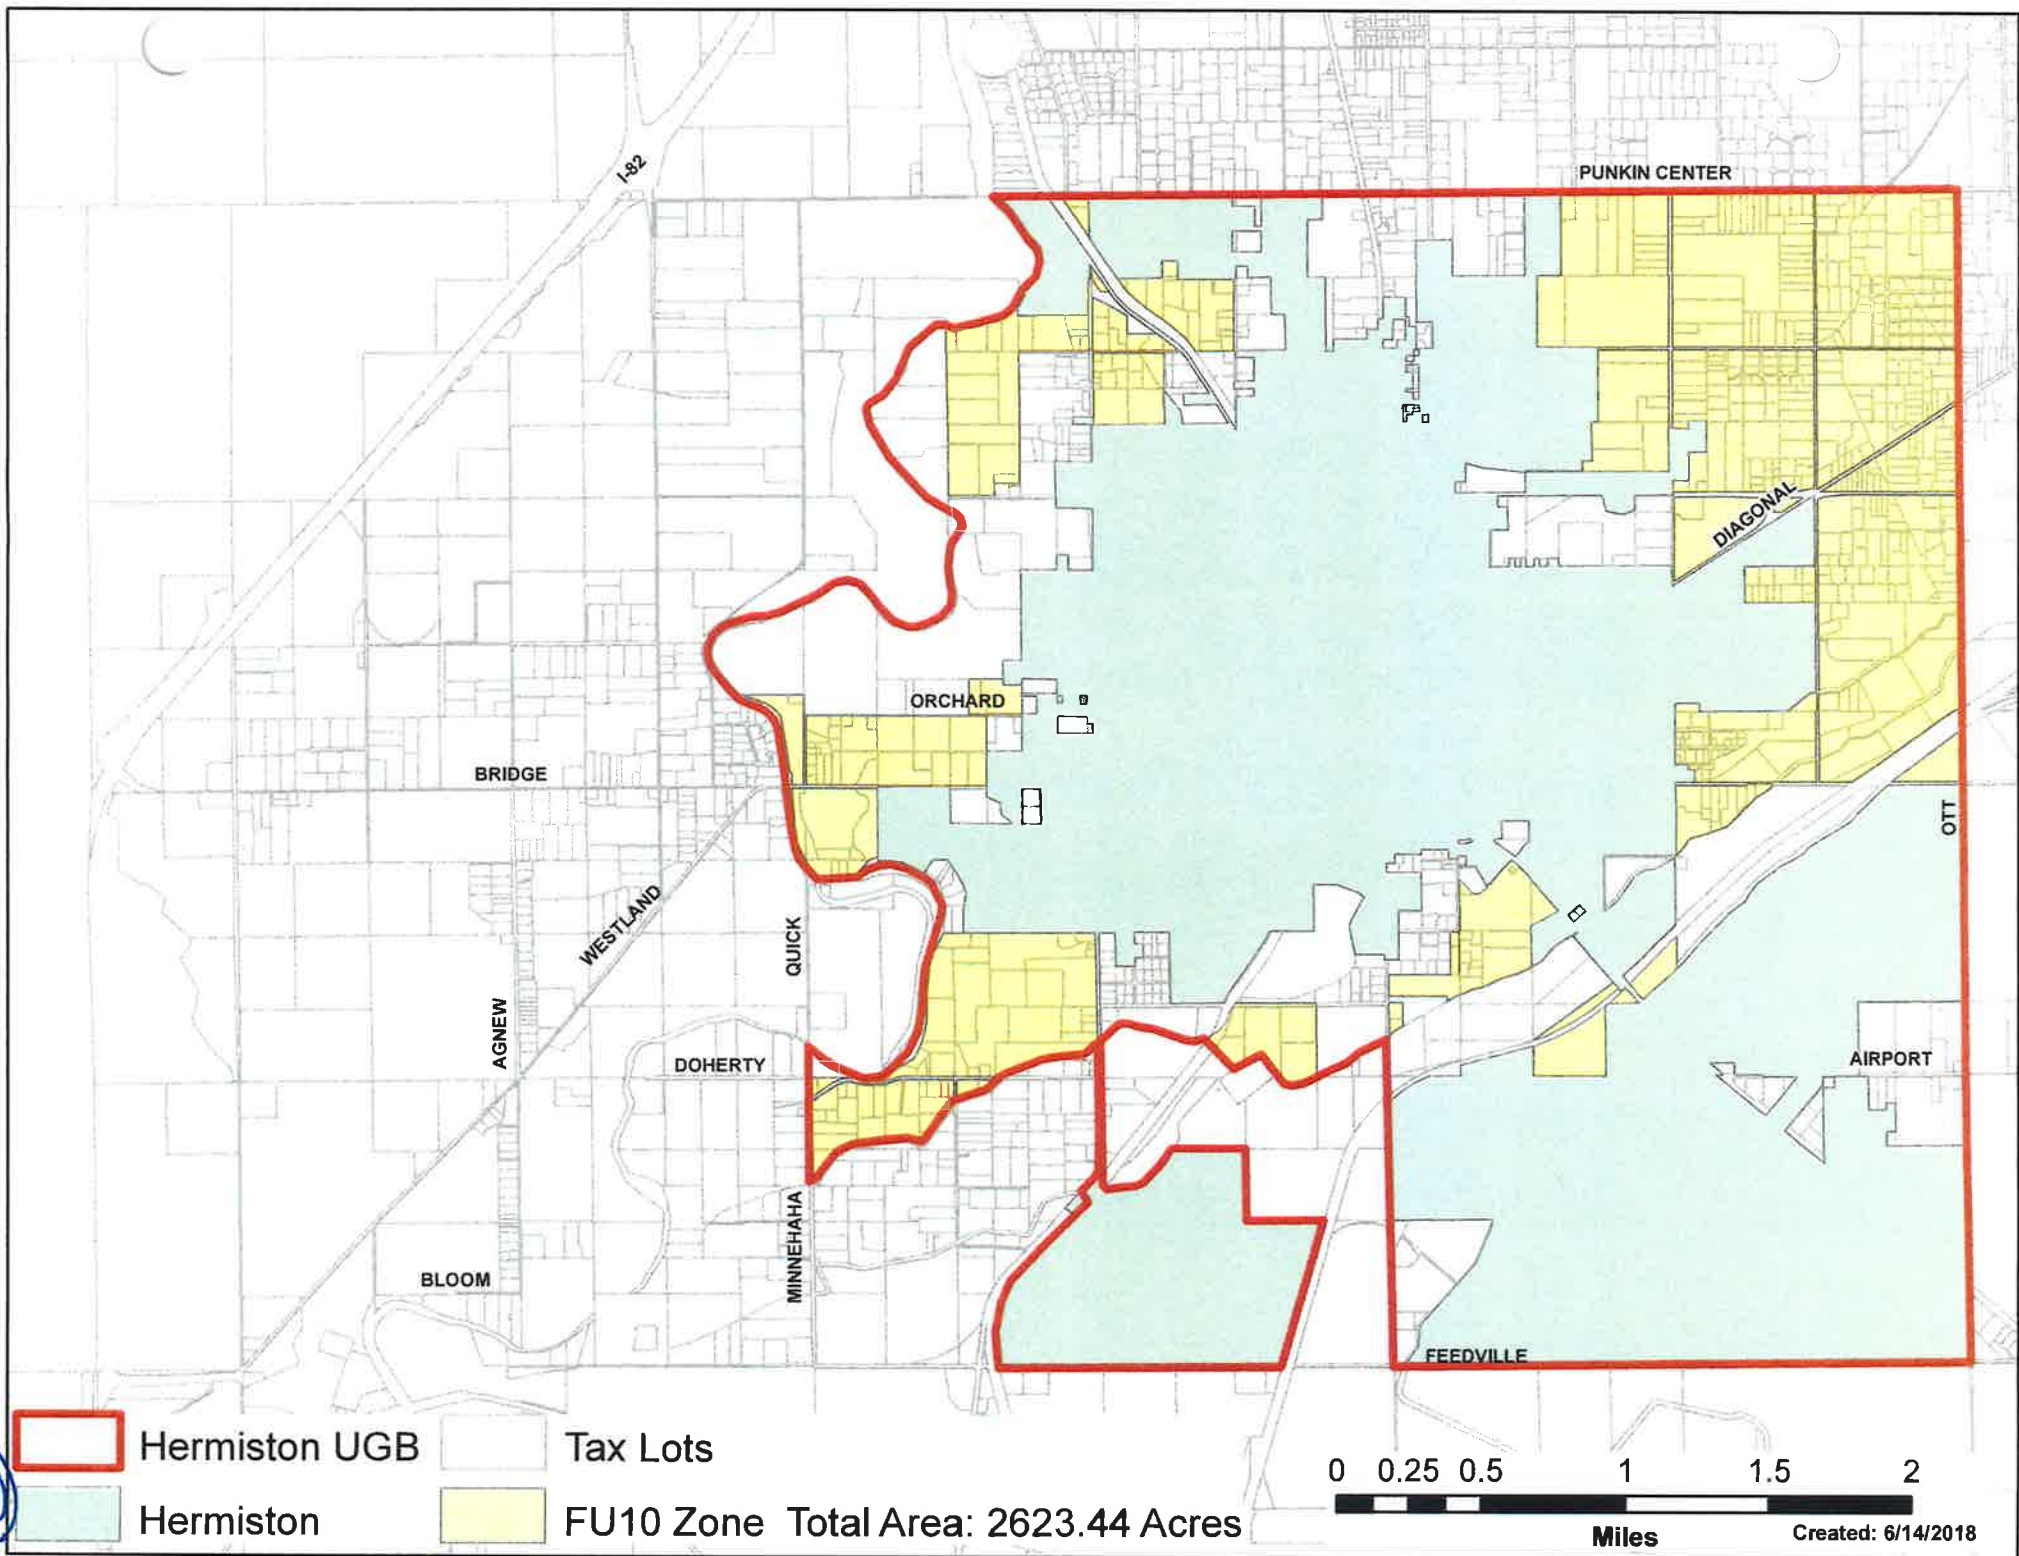 I-82
PUNKIN CENTER
DIAGONAL
ORCHARD
BRIDGE
OTT
WESTLAND
QUICK
AGNEW
DOHERTY
AIRPORT
MINNEHAHA
BLOOM
FEEDVILLE
Hermiston UGB
Tax Lots
Hermiston
FU10 Zone Total Area: 2623.44 Acres
0 0.25 0.5 1 1.5 2
Miles
Created: 6/14/2018